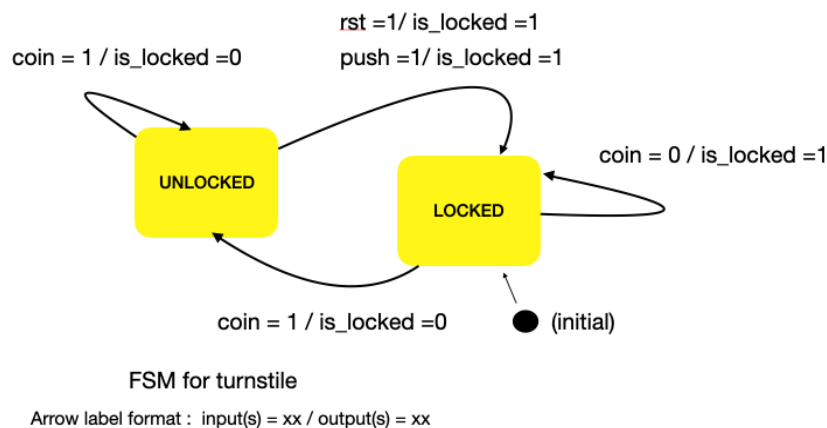 rst =1/ is_locked =1
coin = 1 / is_locked =0
push =1/ is_locked =1
coin = 0 / is_locked =1
UNLOCKED
LOCKED
coin = 1 / is_locked =0
(initial)
FSM for turnstile
Arrow label format : input(s) = xx / output(s) = xx